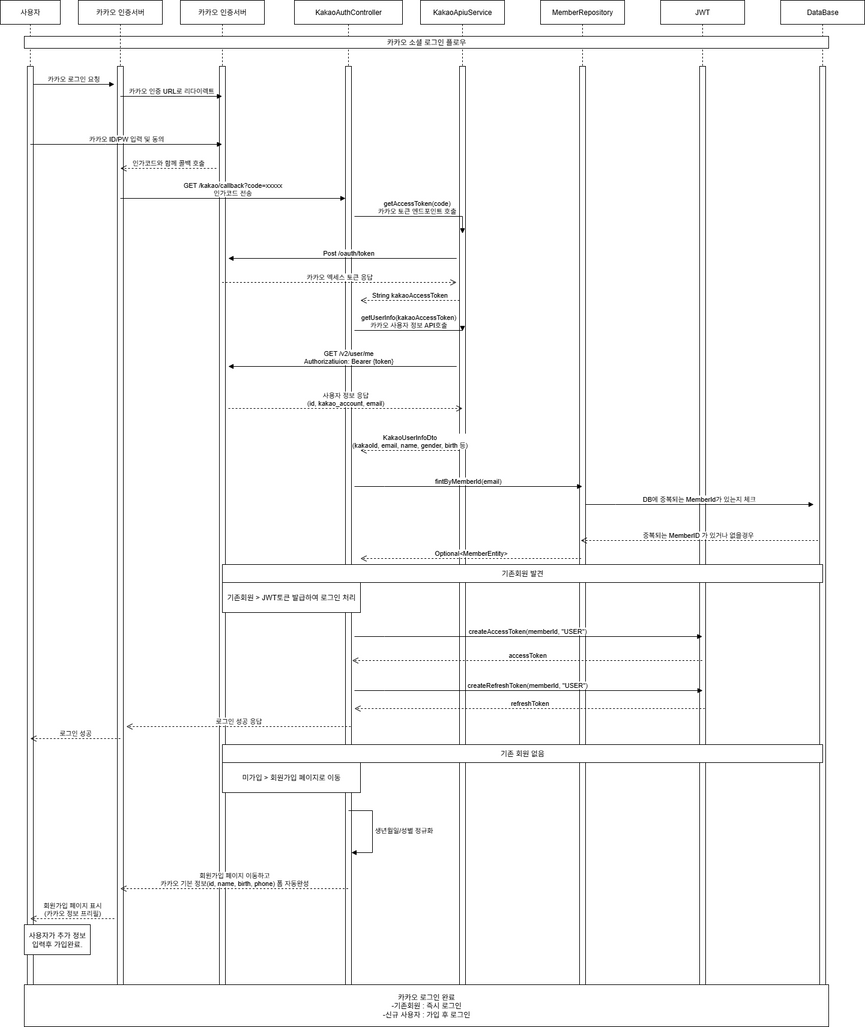 사용자
카카오 인증서버
카카오 인증서버
KakaoAuthController
KakaoApiuService
MemberRepository
JWT
DataBase
카카오 소셜 로그인 플로우
카카오 로그인 요청
카카오 인증 URL로 리다이렉트
카카오 ID/PW 입력 및 동의
인가코드와 함께 콜백 호출
GET /kakao/callback?code=xxxxx
인가코드 전송
getAccessToken(code)
카카오 토큰 엔드포인트 호출
Post /oauth/token
카카오 엑세스 토큰 응답
String kakaoAccessToken
getUserInfo(kakaoAccessToken)
카카오 사용자 정보 API호출
GET /v2/user/me
Authorizatiuion: Bearer {token}
사용자 정보 응답
(id, kakao_account, email)
KakaoUserInfoDto
(kakaoId, email, name, gender, birth 등)
fintByMemberId(email)
DB에 중복되는 MemberId가 있는지 체크
중복되는 MemberID 가 있거나 없을경우
Optional<MemberEntity>
기존회원 발견
기존회원 > JWT토큰 발급하여 로그인 처리
createAccessToken(memberId, "USER")
accessToken
createRefreshToken(memberId, "USER")
refreshToken
로그인 성공 응답
로그인 성공
기존 회원 없음
미가입 > 회원가입 페이지로 이동
생년월일/성별 정규화
회원가입 페이지 이동하고
카카오 기본 정보(id, name, birth, phone) 폼 자동완성
회원가입 페이지 표시
(카카오 정보 프리필)
사용자가 추가 정보
입력후 가입완료.
카카오 로그인 완료
-기존회원 : 즉시 로그인
-신규 사용자 : 가입 후 로그인